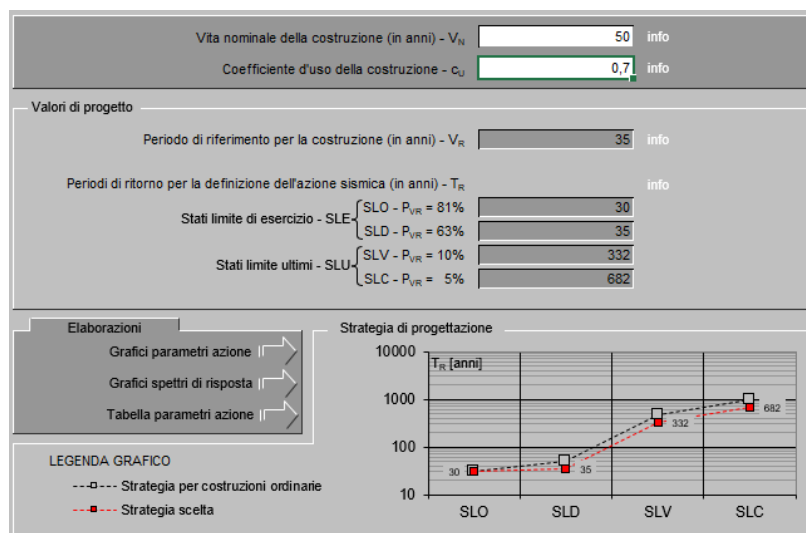 Vita nominale della costruzione (in anni) - VN 50 info
Coefficiente d'uso della costruzione - cU 0,7 info
Valori di progetto
Periodo di riferimento per la costruzione (in anni) - VR 35 info
Periodi di ritorno per la definizione dell'azione sismica (in anni) - TR info
Stati limite di esercizio - SLE
SLO - PVR = 81% 30
SLD - PVR = 63% 35
Stati limite ultimi - SLU
SLV - PVR = 10% 332
SLC - PVR = 5% 682
Elaborazioni
Grafici parametri azione
Grafici spettri di risposta
Tabella parametri azione
LEGENDA GRAFICO
Strategia per costruzioni ordinarie
Strategia scelta
Strategia di progettazione
TR [anni]
10000
1000
100
10
30
35
332
682
SLO SLD SLV SLC